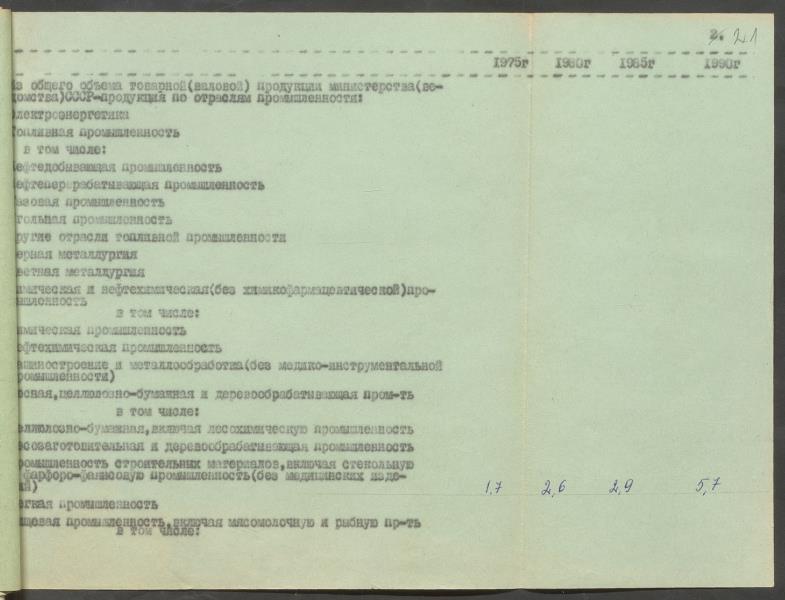 2. 21
1975г 1980г 1985г 1990г
из общего объема товарной(валовой) продукции министерства(ве-
домства)СССР-продукция по отраслям промышленности:
лектроэнергетика
опливная промышленность
в том числе:
ефтедобывающая промышленность
ефтеперерабатывающая промышленность
азовая промышленность
гольная промышленность
ругие отрасли топливной промышленности
ерная металлургия
ветная металлургия
имическая и нефтехимическая(без химикофармацевтической)про-
мышленность
в том числе:
имическая промышленность
ефтехимическая промышленность
ашиностроение и металлообработка(без медико-инструментальной
ромышленности)
есная,целлюлозно-бумажная и деревообрабатывающая пром-ть
в том числе:
еллюлозно-бумажная,включая лесохимическую промышленность
есозаготовительная и деревообрабатывающая промышленность
ромышленность строительных материалов,включая стекольную
фарфоро-фаянсовую промышленность(без медицинских изде-
ий) 1,7 2,6 2,9 5,7
егкая промышленность
ищевая промышленность,включая мясомолочную и рыбную пр-ть
в том числе: